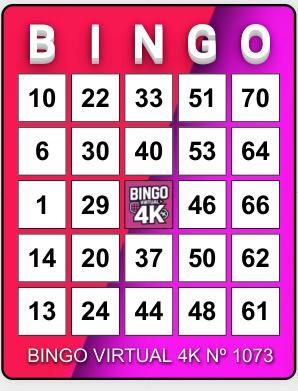 B I N G O
10 22 33 51 70
6 30 40 53 64
1 29 BINGO VIRTUAL 4K 46 66
14 20 37 50 62
13 24 44 48 61
BINGO VIRTUAL 4K Nº 1073